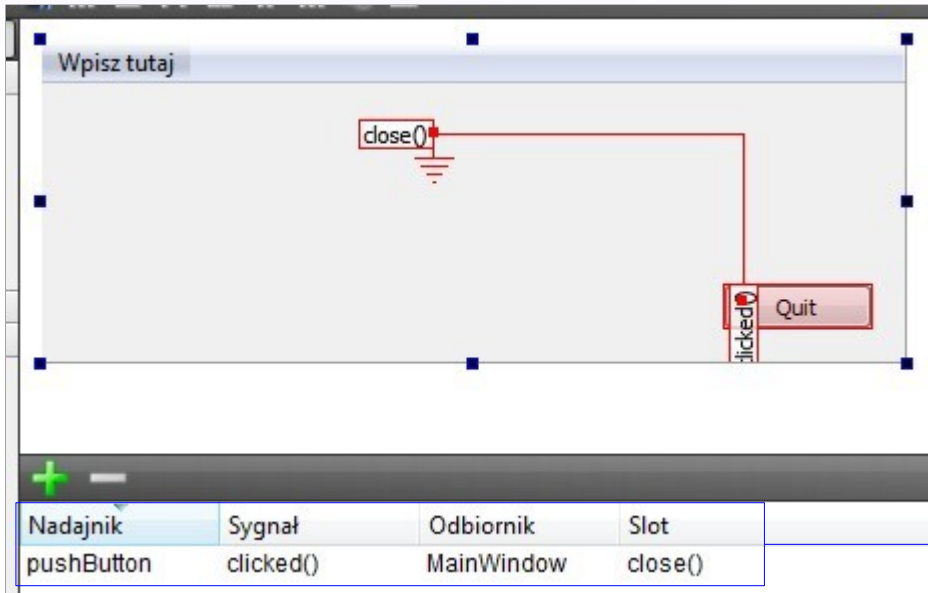 Wpisz tutaj
close()
Quit
clicked()
Nadajnik Sygnał Odbiornik Slot
pushButton clicked() MainWindow close()